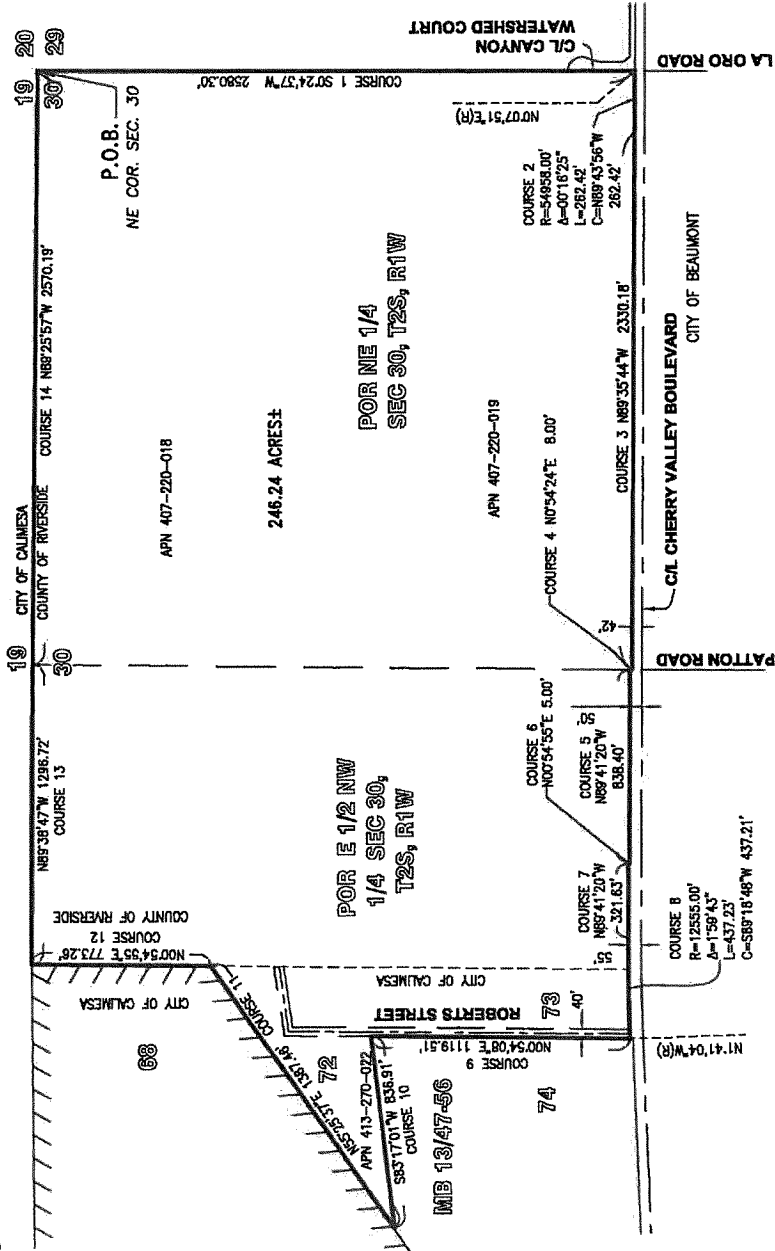 CITY OF CALIMESA
COUNTY OF RIVERSIDE
19
30
19 20
30 29
N89°38'47"W 1296.72'
COURSE 13
COURSE 14 N89°25'57"W 2570.19'
P.O.B.
NE COR. SEC. 30
COURSE 1 S0°24'37"W 2580.30'
C/L CANYON
WATERSHED COURT
LA ORO ROAD
N0°07'51"E(R)
COURSE 2
R=54958.00'
Δ=00°16'25"
L=262.42'
C=N89°43'56"W
262.42'
APN 407-220-018
246.24 ACRES±
POR NE 1/4
SEC 30, T2S, R1W
APN 407-220-019
COURSE 3 N89°35'44"W 2330.18'
COURSE 4 N0°54'24"E 8.00'
42'
C/L CHERRY VALLEY BOULEVARD
CITY OF BEAUMONT
PATTON ROAD
50'
COURSE 5
N89°41'20"W
838.40'
COURSE 6
N00°54'55"E 5.00'
COURSE 7
N89°41'20"W
321.63'
55'
COURSE 8
R=12555.00'
Δ=1°59'43"
L=437.23'
C=S89°18'48"W 437.21'
POR E 1/2 NW
1/4 SEC 30,
T2S, R1W
N00°54'55"E 773.26'
COURSE 12
COUNTY OF RIVERSIDE
CITY OF CALIMESA
68
N55°25'37"E 1387.46' COURSE 11
72
APN 413-270-022
S83°17'01"W 836.91'
COURSE 10
MB 13/47-56
CITY OF CALIMESA
ROBERTS STREET
73
40'
N00°54'08"E 1119.51'
COURSE 9
74
N1°41'04"W(R)